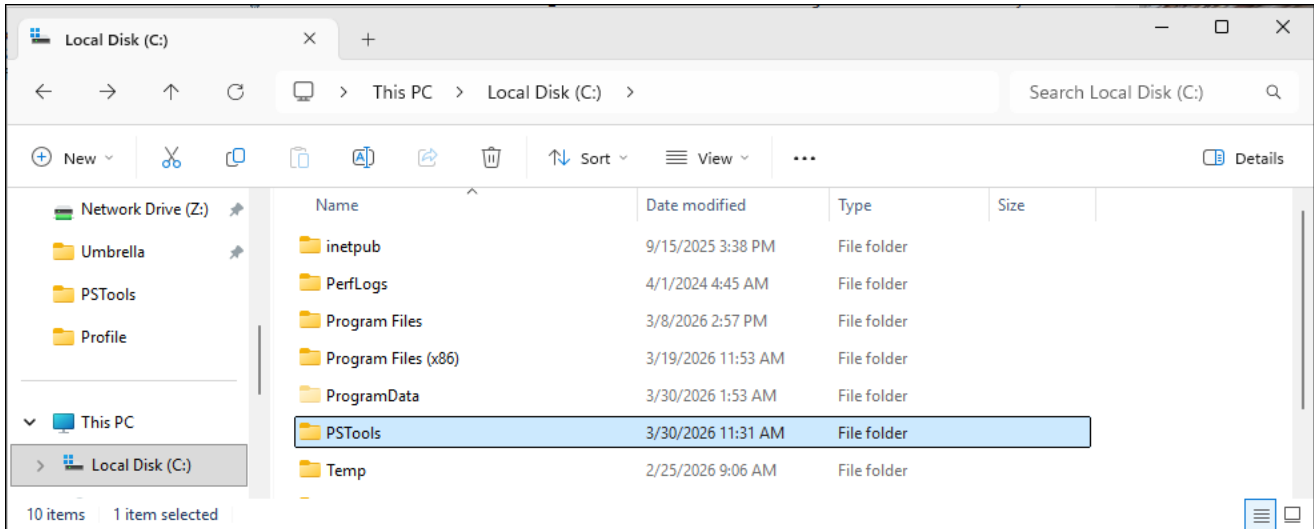 Local Disk (C:)
This PC > Local Disk (C:) >
Search Local Disk (C:)
New
Sort
View
Details
Network Drive (Z:)
Umbrella
PSTools
Profile
This PC
Local Disk (C:)
Name Date modified Type Size
inetpub 9/15/2025 3:38 PM File folder
PerfLogs 4/1/2024 4:45 AM File folder
Program Files 3/8/2026 2:57 PM File folder
Program Files (x86) 3/19/2026 11:53 AM File folder
ProgramData 3/30/2026 1:53 AM File folder
PSTools 3/30/2026 11:31 AM File folder
Temp 2/25/2026 9:06 AM File folder
10 items 1 item selected